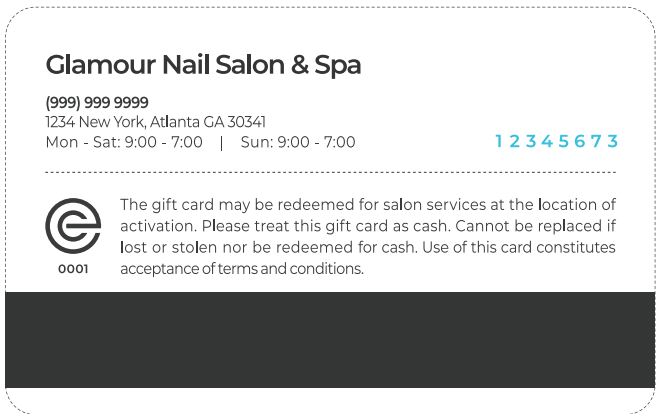 Glamour Nail Salon & Spa
(999) 999 9999
1234 New York, Atlanta GA 30341
Mon - Sat: 9:00 - 7:00 | Sun: 9:00 - 7:00
1 2 3 4 5 6 7 3
The gift card may be redeemed for salon services at the location of
activation. Please treat this gift card as cash. Cannot be replaced if
lost or stolen nor be redeemed for cash. Use of this card constitutes
acceptance of terms and conditions.
0001